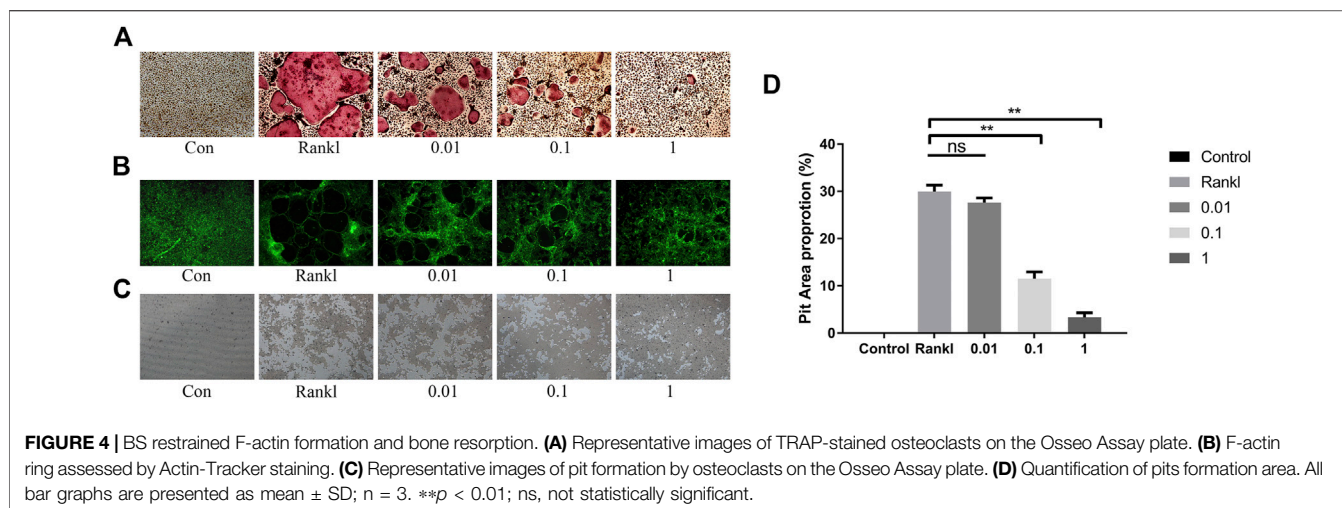 A
Con Rankl 0.01 0.1 1
B
Con Rankl 0.01 0.1 1
C
Con Rankl 0.01 0.1 1
D
**
**
ns
Pit Area proprotion (%)
40
30
20
10
0
Control Rankl 0.01 0.1 1
Control
Rankl
0.01
0.1
1
FIGURE 4 | BS restrained F-actin formation and bone resorption. (A) Representative images of TRAP-stained osteoclasts on the Osseo Assay plate. (B) F-actin
ring assessed by Actin-Tracker staining. (C) Representative images of pit formation by osteoclasts on the Osseo Assay plate. (D) Quantification of pits formation area. All
bar graphs are presented as mean ± SD; n = 3. **p < 0.01; ns, not statistically significant.